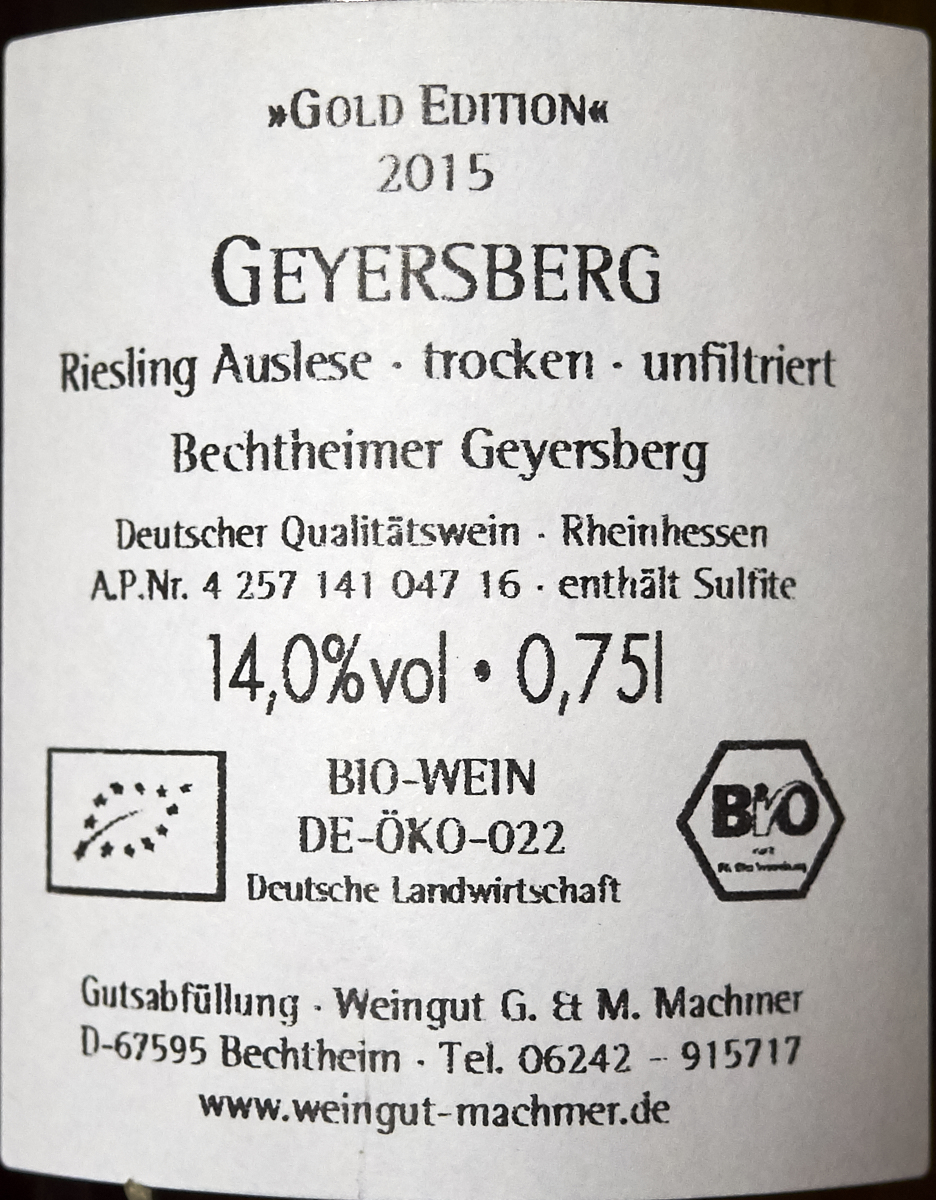 »GOLD EDITION«
2015
GEYERSBERG
Riesling Auslese · trocken · unfiltriert
Bechtheimer Geyersberg
Deutscher Qualitätswein · Rheinhessen
A.P.Nr. 4 257 141 047 16 · enthält Sulfite
14,0%vol • 0,75l
BIO-WEIN
DE-ÖKO-022
Deutsche Landwirtschaft
BIO
Gutsabfüllung · Weingut G. & M. Machmer
D-67595 Bechtheim · Tel. 06242 - 915717
www.weingut-machmer.de